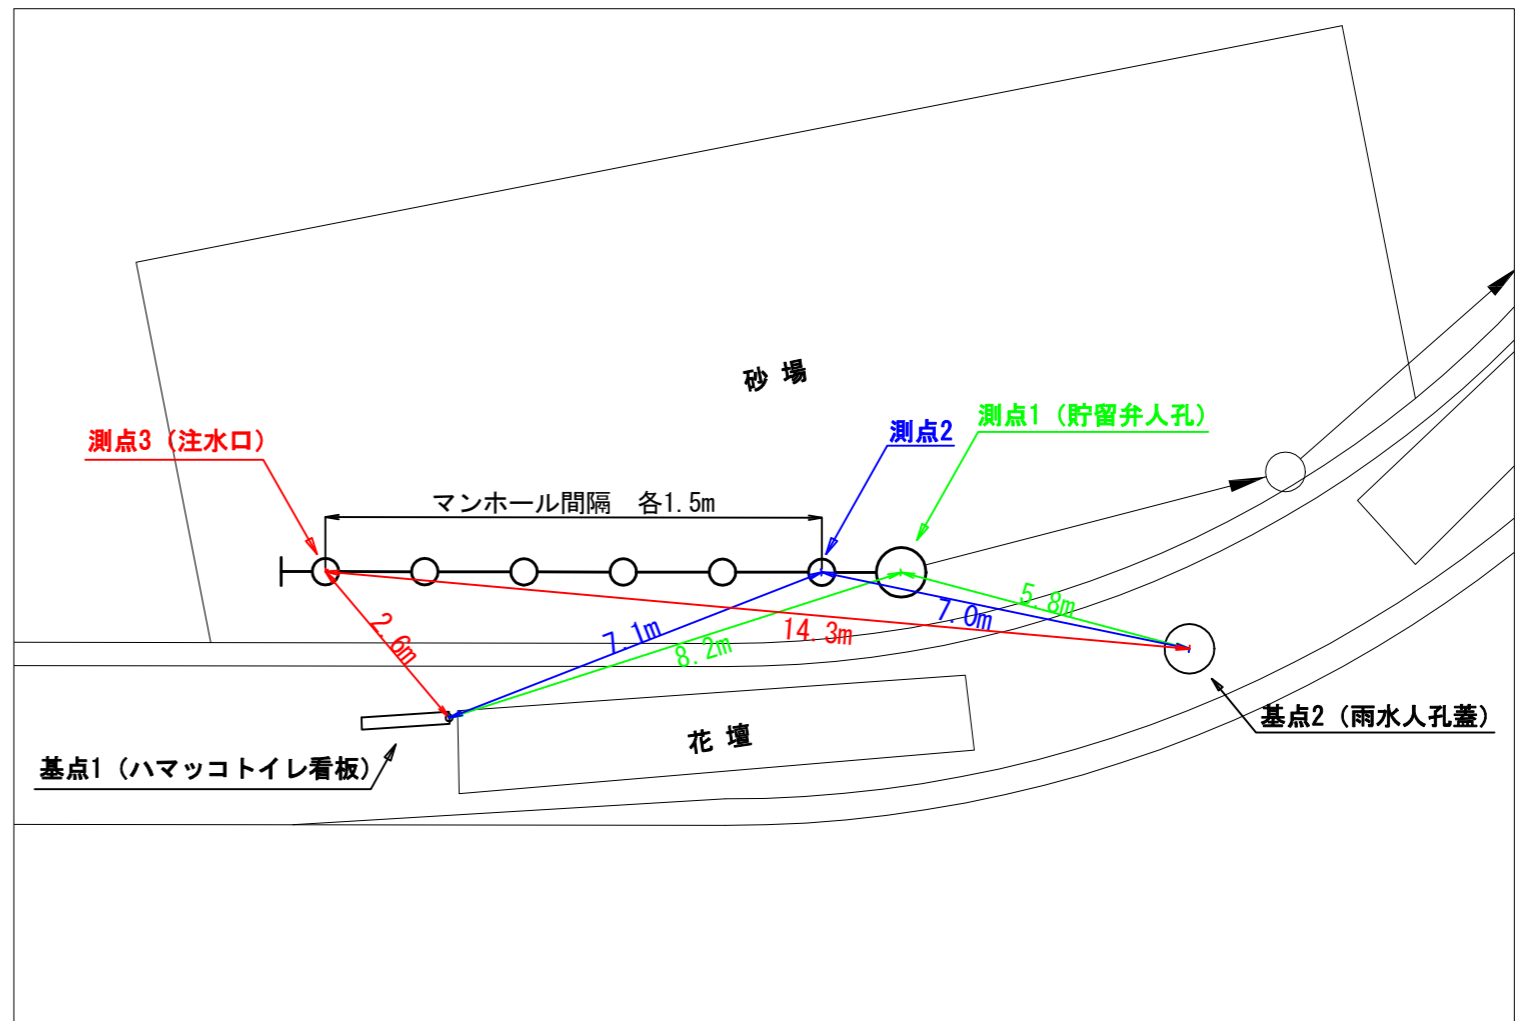 砂 場
測点1（貯留弁人孔）
測点2
測点3（注水口）
マンホール間隔　各1.5m
5.8m
7.0m
14.3m
7.1m
8.2m
2.6m
基点2（雨水人孔蓋）
花 壇
基点1（ハマッコトイレ看板）